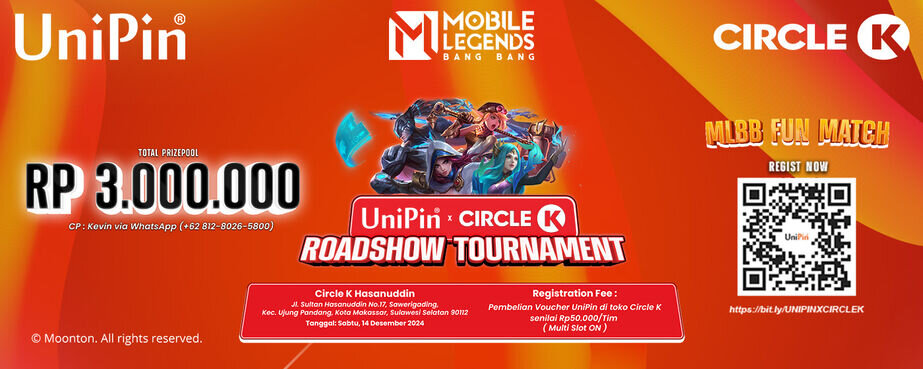 UniPin®
MOBILE
LEGENDS
BANG BANG
CIRCLE K
TOTAL PRIZEPOOL
RP 3.000.000
CP : Kevin via WhatsApp (+62 812-8026-5800)
MLBB FUN MATCH
REGIST NOW
UniPin
https://bit.ly/UNIPINXCIRCLEK
UniPin® x CIRCLE K
ROADSHOW TOURNAMENT
Circle K Hasanuddin
Jl. Sultan Hasanuddin No.17, Sawerigading,
Kec. Ujung Pandang, Kota Makassar, Sulawesi Selatan 90112
Tanggal: Sabtu, 14 Desember 2024
Registration Fee :
Pembelian Voucher UniPin di toko Circle K
senilai Rp50.000/Tim
( Multi Slot ON )
© Moonton. All rights reserved.